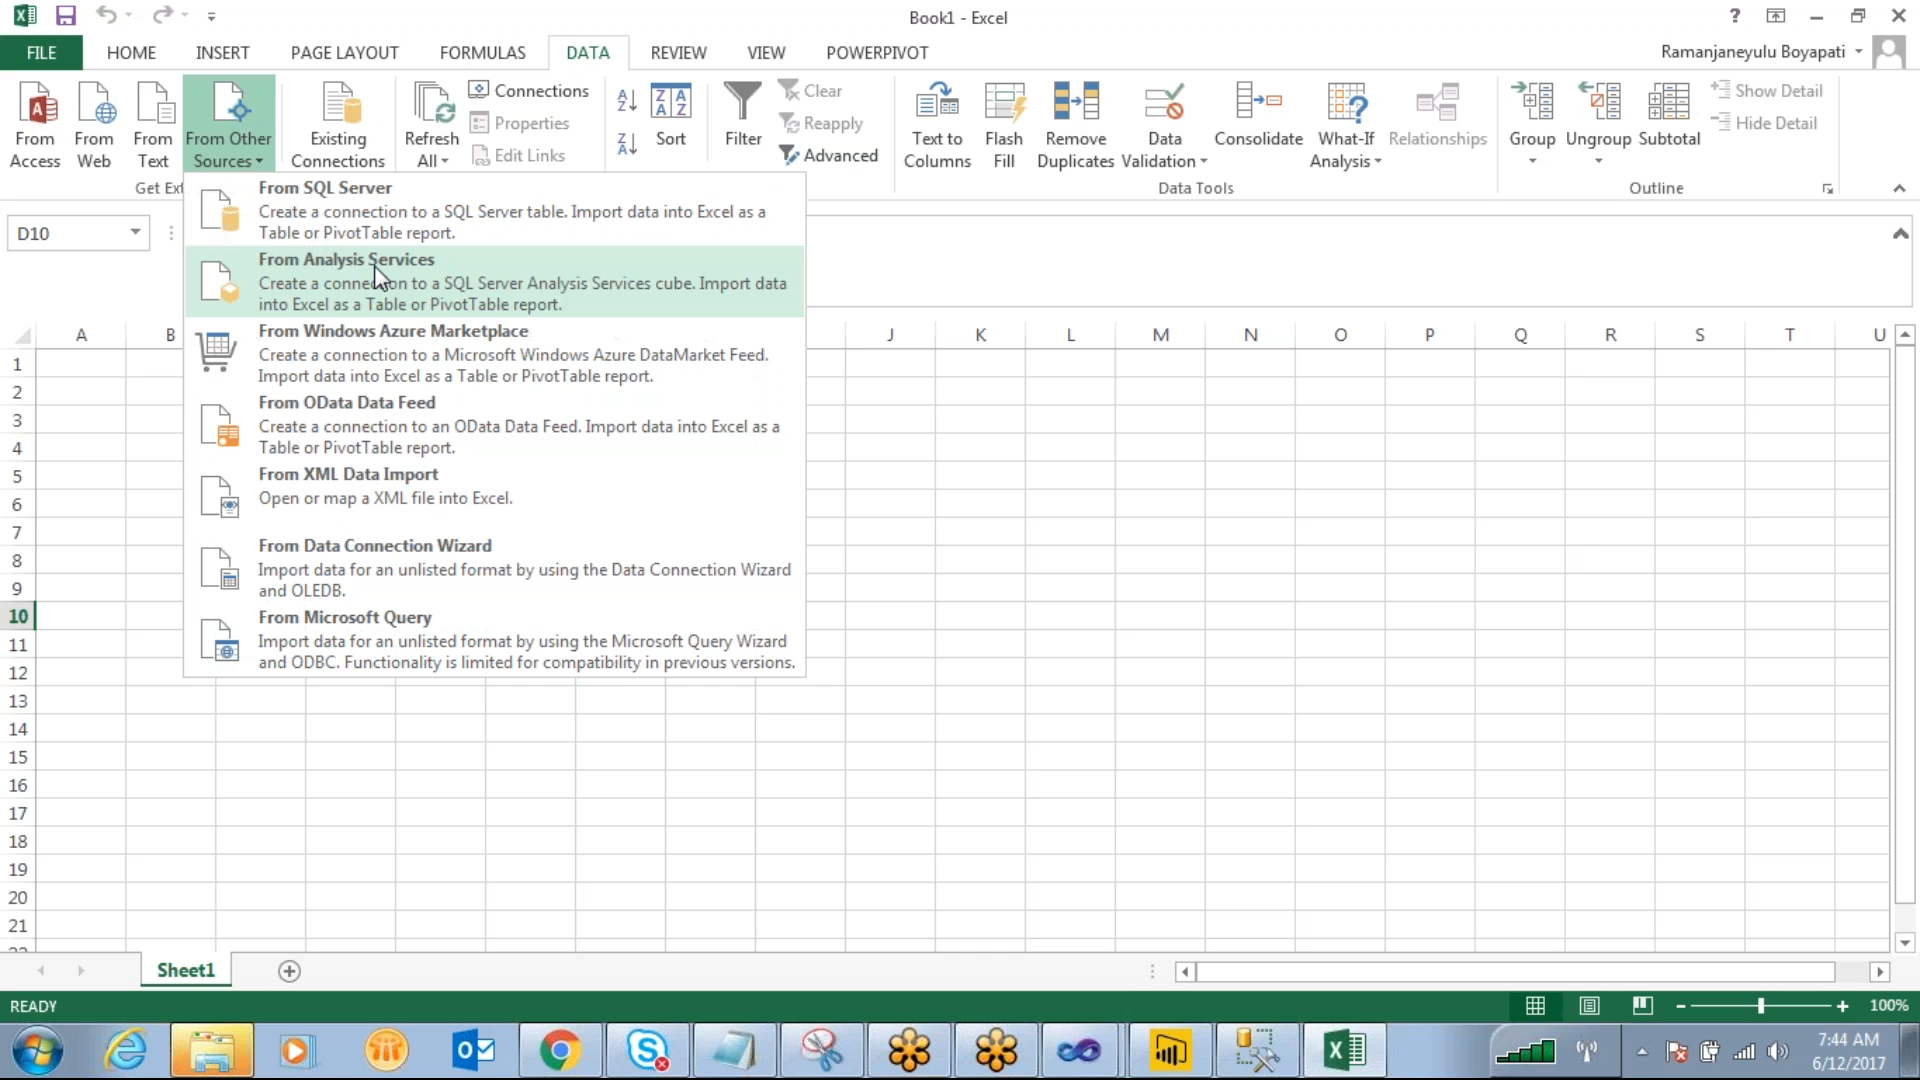 Book1 - Excel
?
FILE HOME INSERT PAGE LAYOUT FORMULAS DATA REVIEW VIEW POWERPIVOT
Ramanjaneyulu Boyapati
From Access
From Web
From Text
From Other Sources
Existing Connections
Refresh All
Connections
Properties
Edit Links
Sort
Filter
Clear
Reapply
Advanced
Text to Columns
Flash Fill
Remove Duplicates
Data Validation
Consolidate
What-If Analysis
Relationships
Group
Ungroup
Subtotal
Show Detail
Hide Detail
Get Ext
Data Tools
Outline
D10
From SQL Server
Create a connection to a SQL Server table. Import data into Excel as a
Table or PivotTable report.
From Analysis Services
Create a connection to a SQL Server Analysis Services cube. Import data
into Excel as a Table or PivotTable report.
From Windows Azure Marketplace
Create a connection to a Microsoft Windows Azure DataMarket Feed.
Import data into Excel as a Table or PivotTable report.
From OData Data Feed
Create a connection to an OData Data Feed. Import data into Excel as a
Table or PivotTable report.
From XML Data Import
Open or map a XML file into Excel.
From Data Connection Wizard
Import data for an unlisted format by using the Data Connection Wizard
and OLEDB.
From Microsoft Query
Import data for an unlisted format by using the Microsoft Query Wizard
and ODBC. Functionality is limited for compatibility in previous versions.
A B J K L M N O P Q R S T U
1
2
3
4
5
6
7
8
9
10
11
12
13
14
15
16
17
18
19
20
21
22
Sheet1
READY
100%
7:44 AM
6/12/2017